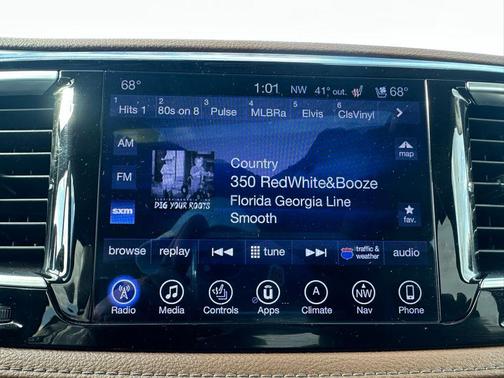 68° 1:01 NW 41° out. 68°
1 Hits 1 2 80s on 8 3 Pulse 4 MLBRa 5 Elvis 6 ClsVinyl
AM
FM
sxm
DIG YOUR ROOTS
Country
350 RedWhite&Booze
Florida Georgia Line
Smooth
map
fav.
browse replay tune traffic & weather audio
Radio Media Controls Apps Climate Nav Phone